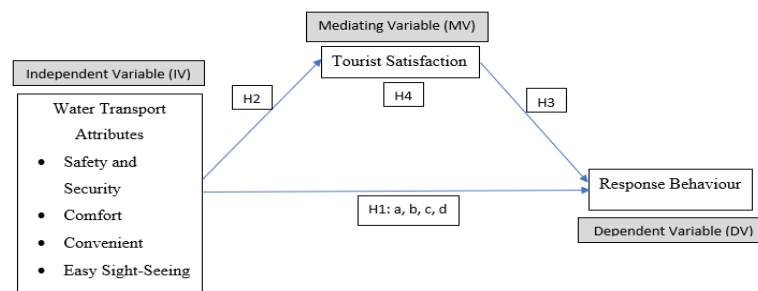 Mediating Variable (MV)
Tourist Satisfaction
Independent Variable (IV)
Water Transport
Attributes
• Safety and
Security
• Comfort
• Convenient
• Easy Sight-Seeing
H2
H4
H3
H1: a, b, c, d
Response Behaviour
Dependent Variable (DV)